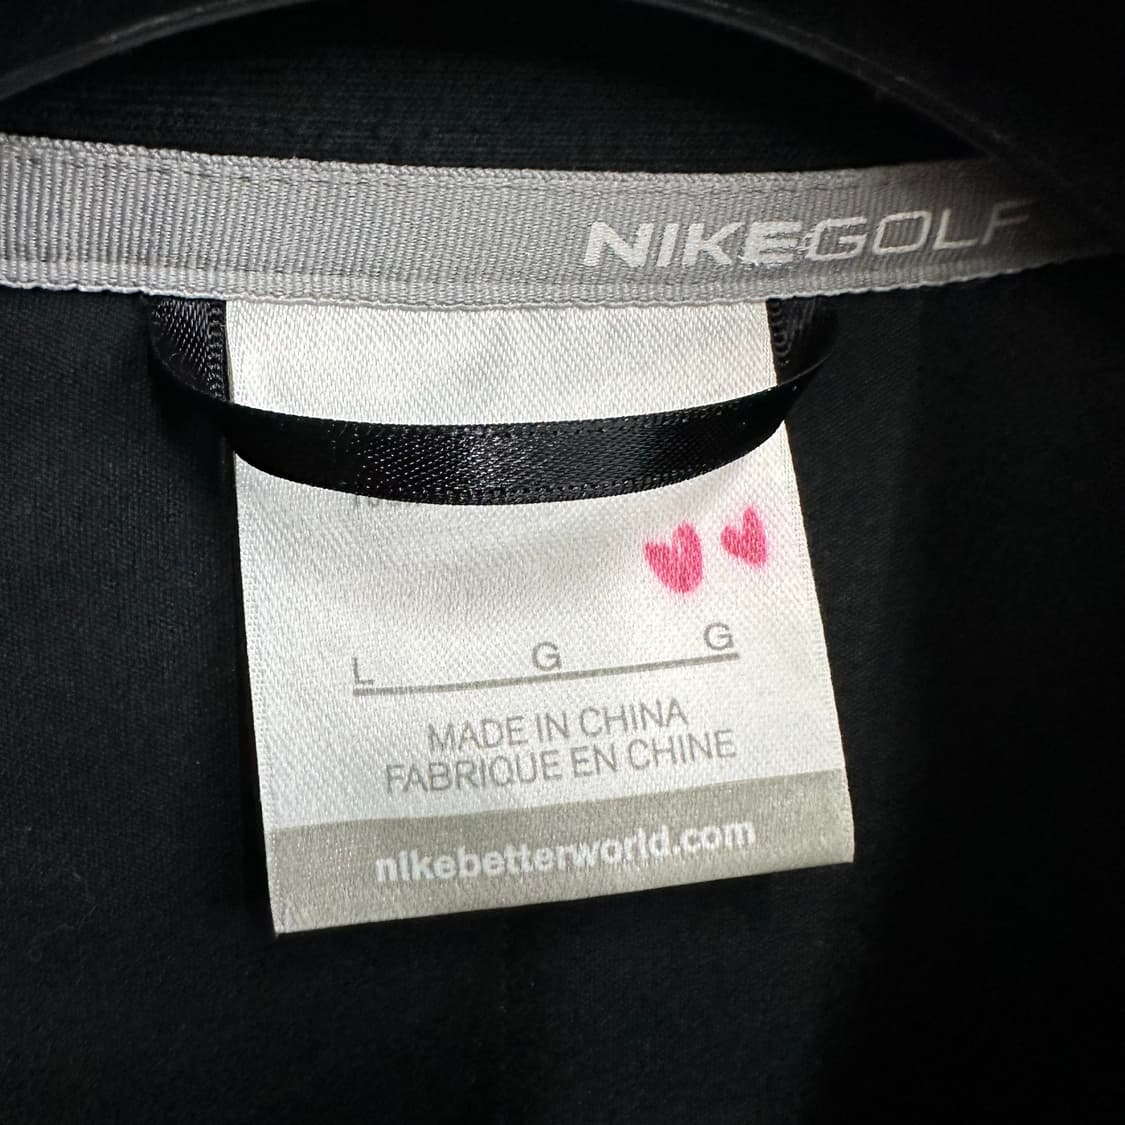 NIKEGOLF
L G G
MADE IN CHINA
FABRIQUE EN CHINE
nikebetterworld.com